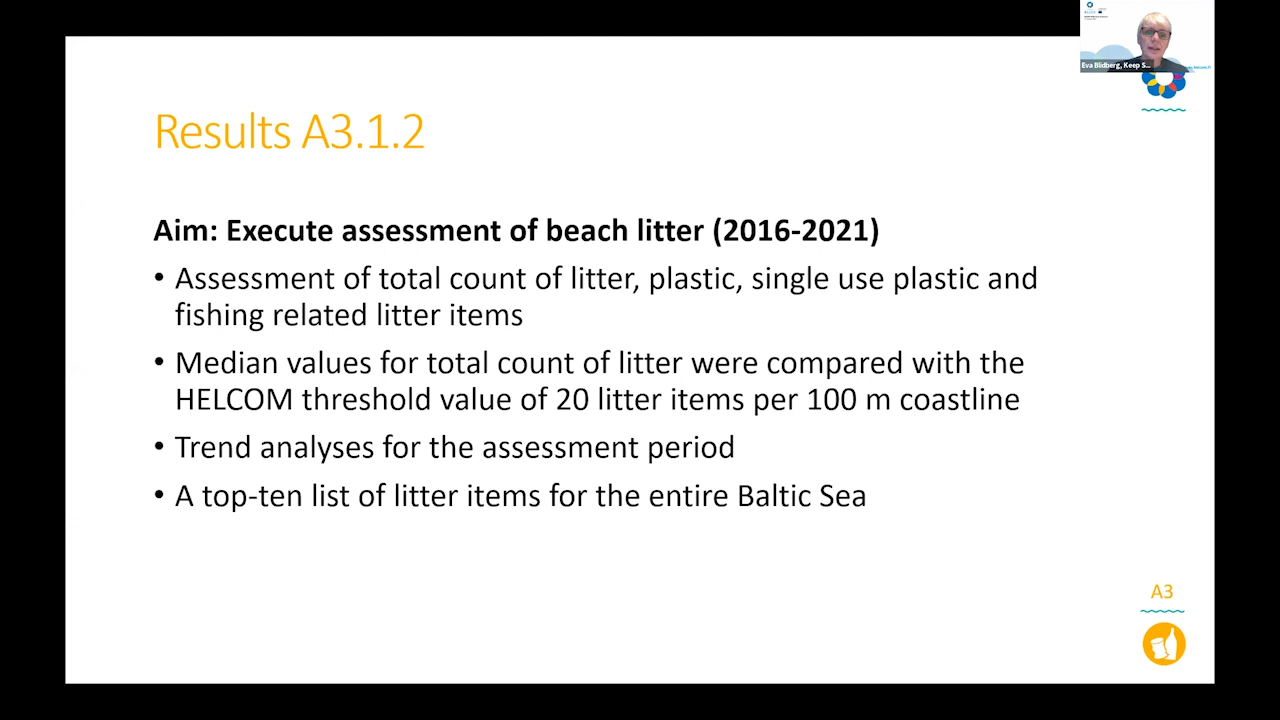 Eva Blidberg, Keep S...
Results A3.1.2
Aim: Execute assessment of beach litter (2016-2021)
• Assessment of total count of litter, plastic, single use plastic and
fishing related litter items
• Median values for total count of litter were compared with the
HELCOM threshold value of 20 litter items per 100 m coastline
• Trend analyses for the assessment period
• A top-ten list of litter items for the entire Baltic Sea
A3